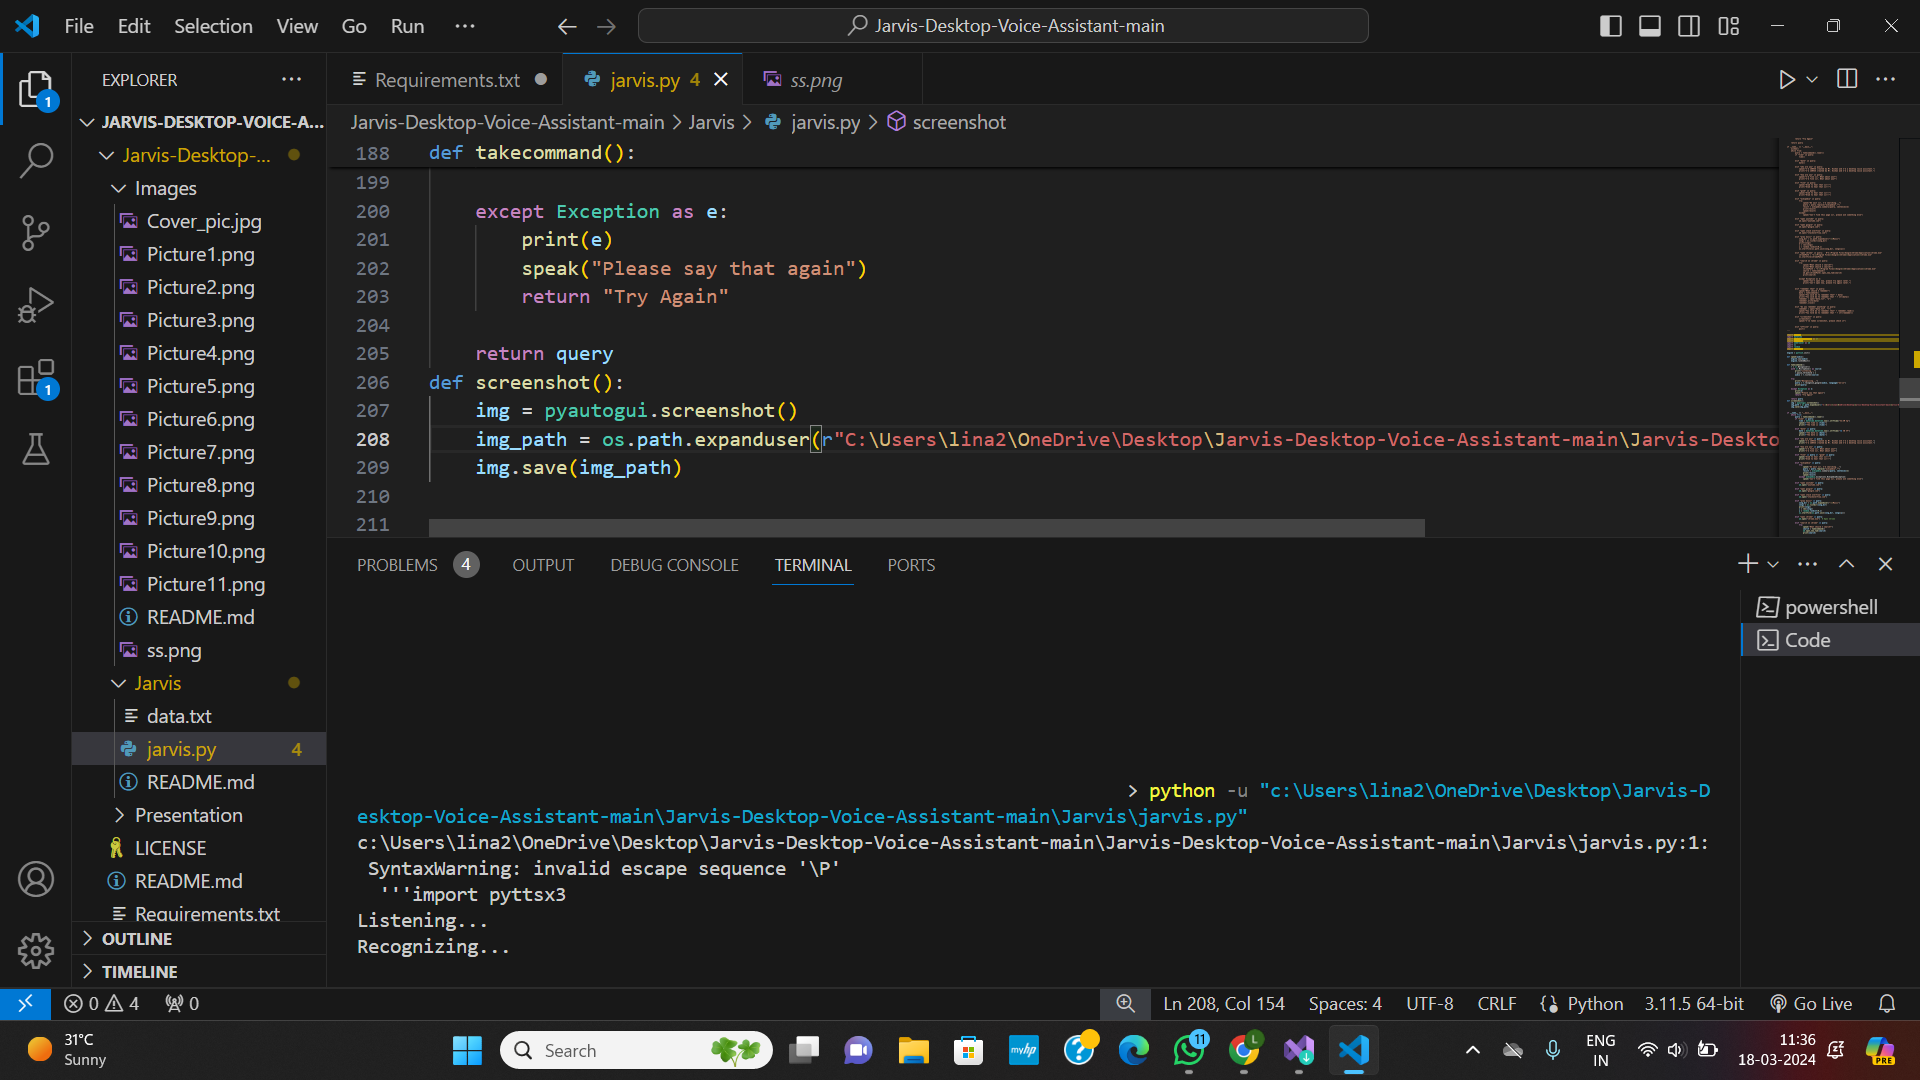 File Edit Selection View Go Run ···
Jarvis-Desktop-Voice-Assistant-main
EXPLORER
JARVIS-DESKTOP-VOICE-A...
Jarvis-Desktop-...
Images
Cover_pic.jpg
Picture1.png
Picture2.png
Picture3.png
Picture4.png
Picture5.png
Picture6.png
Picture7.png
Picture8.png
Picture9.png
Picture10.png
Picture11.png
README.md
ss.png
Jarvis
data.txt
jarvis.py 4
README.md
Presentation
LICENSE
README.md
Requirements.txt
OUTLINE
TIMELINE
1
1
Requirements.txt
jarvis.py 4
ss.png
Jarvis-Desktop-Voice-Assistant-main > Jarvis > jarvis.py > screenshot
188 def takecommand():
199
200 except Exception as e:
201 print(e)
202 speak("Please say that again")
203 return "Try Again"
204
205 return query
206 def screenshot():
207 img = pyautogui.screenshot()
208 img_path = os.path.expanduser(r"C:\Users\lina2\OneDrive\Desktop\Jarvis-Desktop-Voice-Assistant-main\Jarvis-Deskto
209 img.save(img_path)
210
211
PROBLEMS 4 OUTPUT DEBUG CONSOLE TERMINAL PORTS
powershell
Code
> python -u "c:\Users\lina2\OneDrive\Desktop\Jarvis-D
esktop-Voice-Assistant-main\Jarvis-Desktop-Voice-Assistant-main\Jarvis\jarvis.py"
c:\Users\lina2\OneDrive\Desktop\Jarvis-Desktop-Voice-Assistant-main\Jarvis-Desktop-Voice-Assistant-main\Jarvis\jarvis.py:1:
SyntaxWarning: invalid escape sequence '\P'
'''import pyttsx3
Listening...
Recognizing...
0 4 0
Ln 208, Col 154 Spaces: 4 UTF-8 CRLF Python 3.11.5 64-bit Go Live
31°C
Sunny
Search
myhp
11
L
ENG
IN
11:36
18-03-2024
PRE